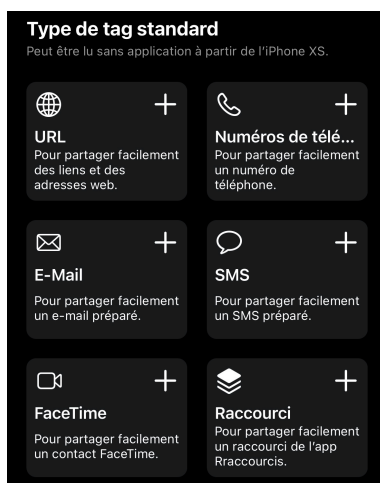 Type de tag standard
Peut être lu sans application à partir de l'iPhone XS.
URL
Pour partager facilement
des liens et des
adresses web.
Numéros de télé...
Pour partager facilement
un numéro de
téléphone.
E-Mail
Pour partager facilement
un e-mail préparé.
SMS
Pour partager facilement
un SMS préparé.
FaceTime
Pour partager facilement
un contact FaceTime.
Raccourci
Pour partager facilement
un raccourci de l'app
Rraccourcis.